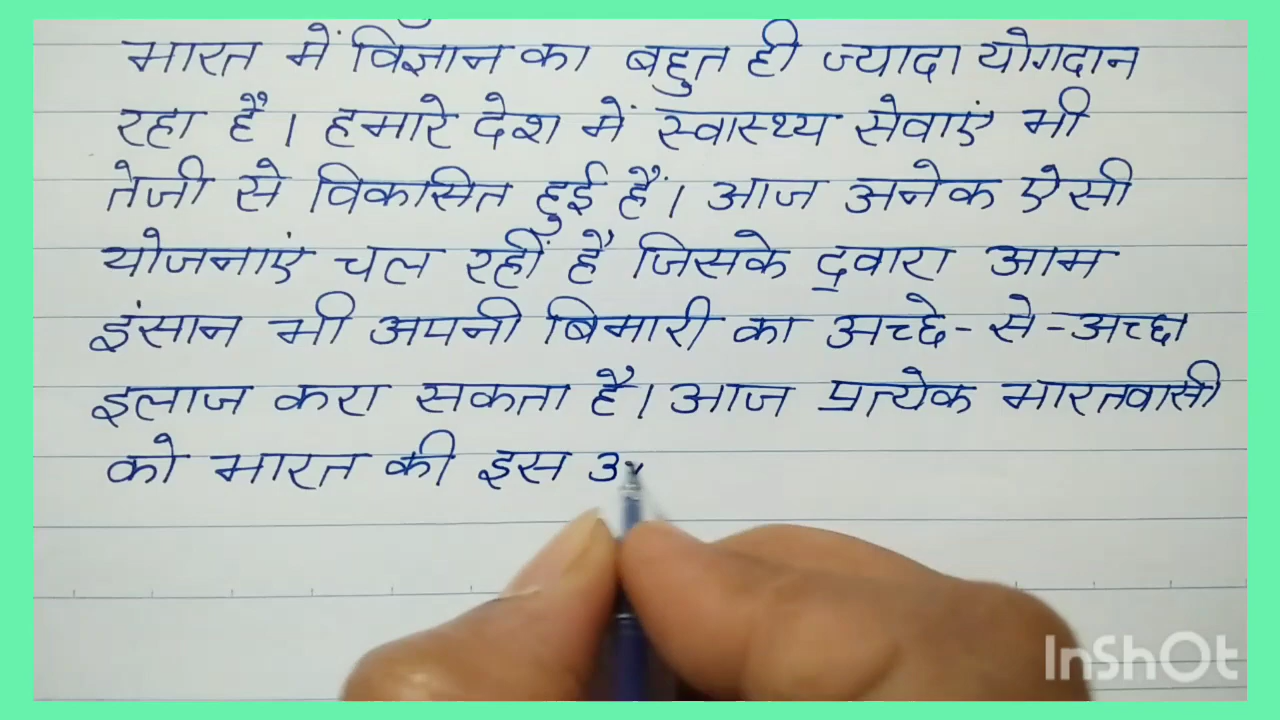 भारत में विज्ञान का बहुत ही ज्यादा योगदान
रहा है। हमारे देश में स्वास्थ्य सेवाएं भी
तेजी से विकसित हुई हैं। आज अनेक ऐसी
योजनाएं चल रहीं हैं जिसके द्वारा आम
इंसान भी अपनी बिमारी का अच्छे-से-अच्छा
इलाज करा सकता है। आज प्रत्येक भारतवासी
को भारत की इस
InShOt